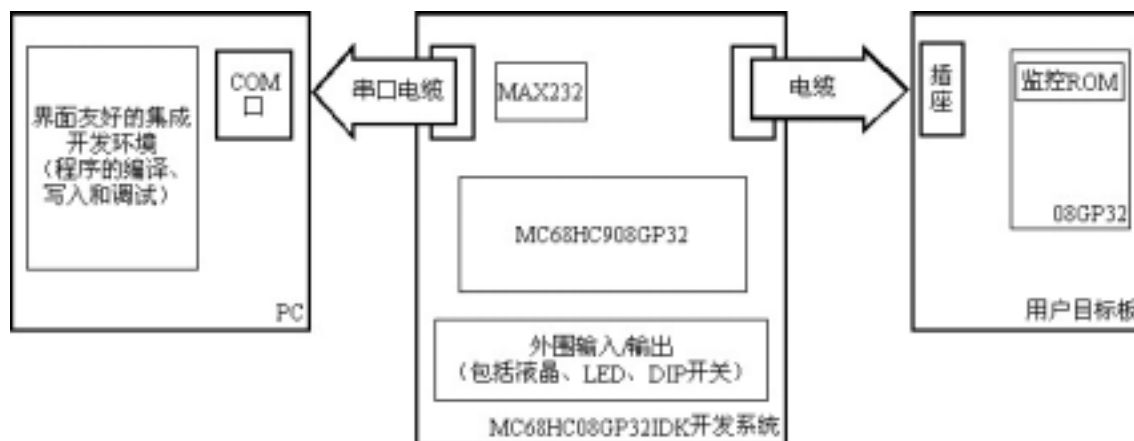 界面友好的集成
开发环境
（程序的编译、
写入和调试）
COM
口
PC
串口电缆
MAX232
MC68HC908GP32
外围输入/输出
（包括液晶、LED、DIP开关）
MC68HC08GP32IDK开发系统
电缆
插
座
监控ROM
08GP32
用户目标板